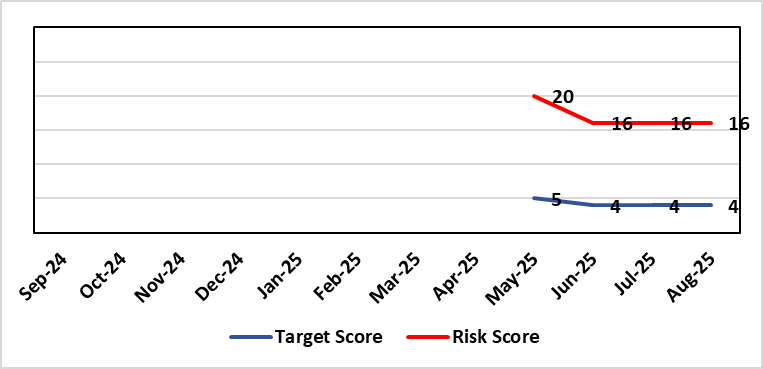 20
16 16 16
5
4 4 4
Sep-24 Oct-24 Nov-24 Dec-24 Jan-25 Feb-25 Mar-25 Apr-25 May-25 Jun-25 Jul-25 Aug-25
Target Score Risk Score